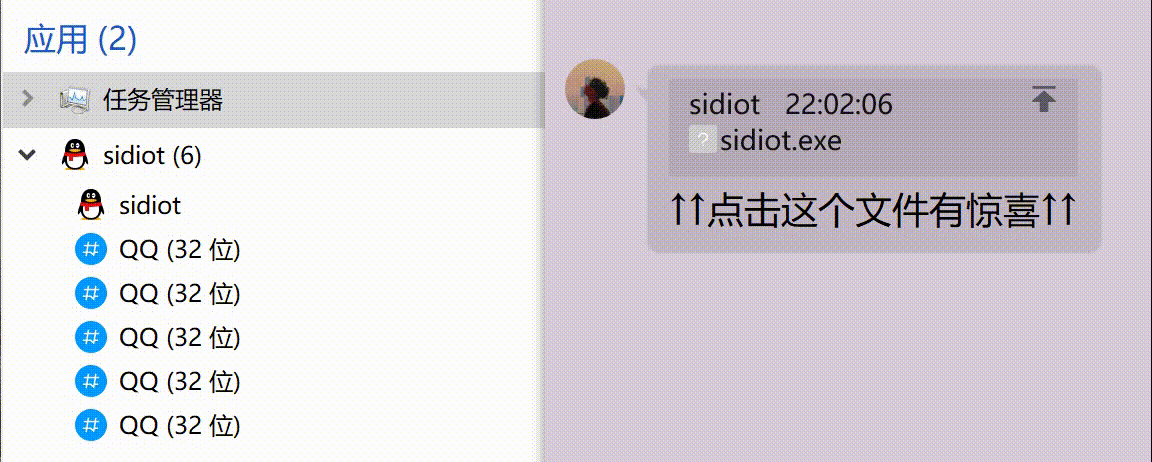 应用 (2)
任务管理器
sidiot (6)
sidiot
QQ (32 位)
QQ (32 位)
QQ (32 位)
QQ (32 位)
QQ (32 位)
sidiot 22:02:06
sidiot.exe
↑↑点击这个文件有惊喜↑↑